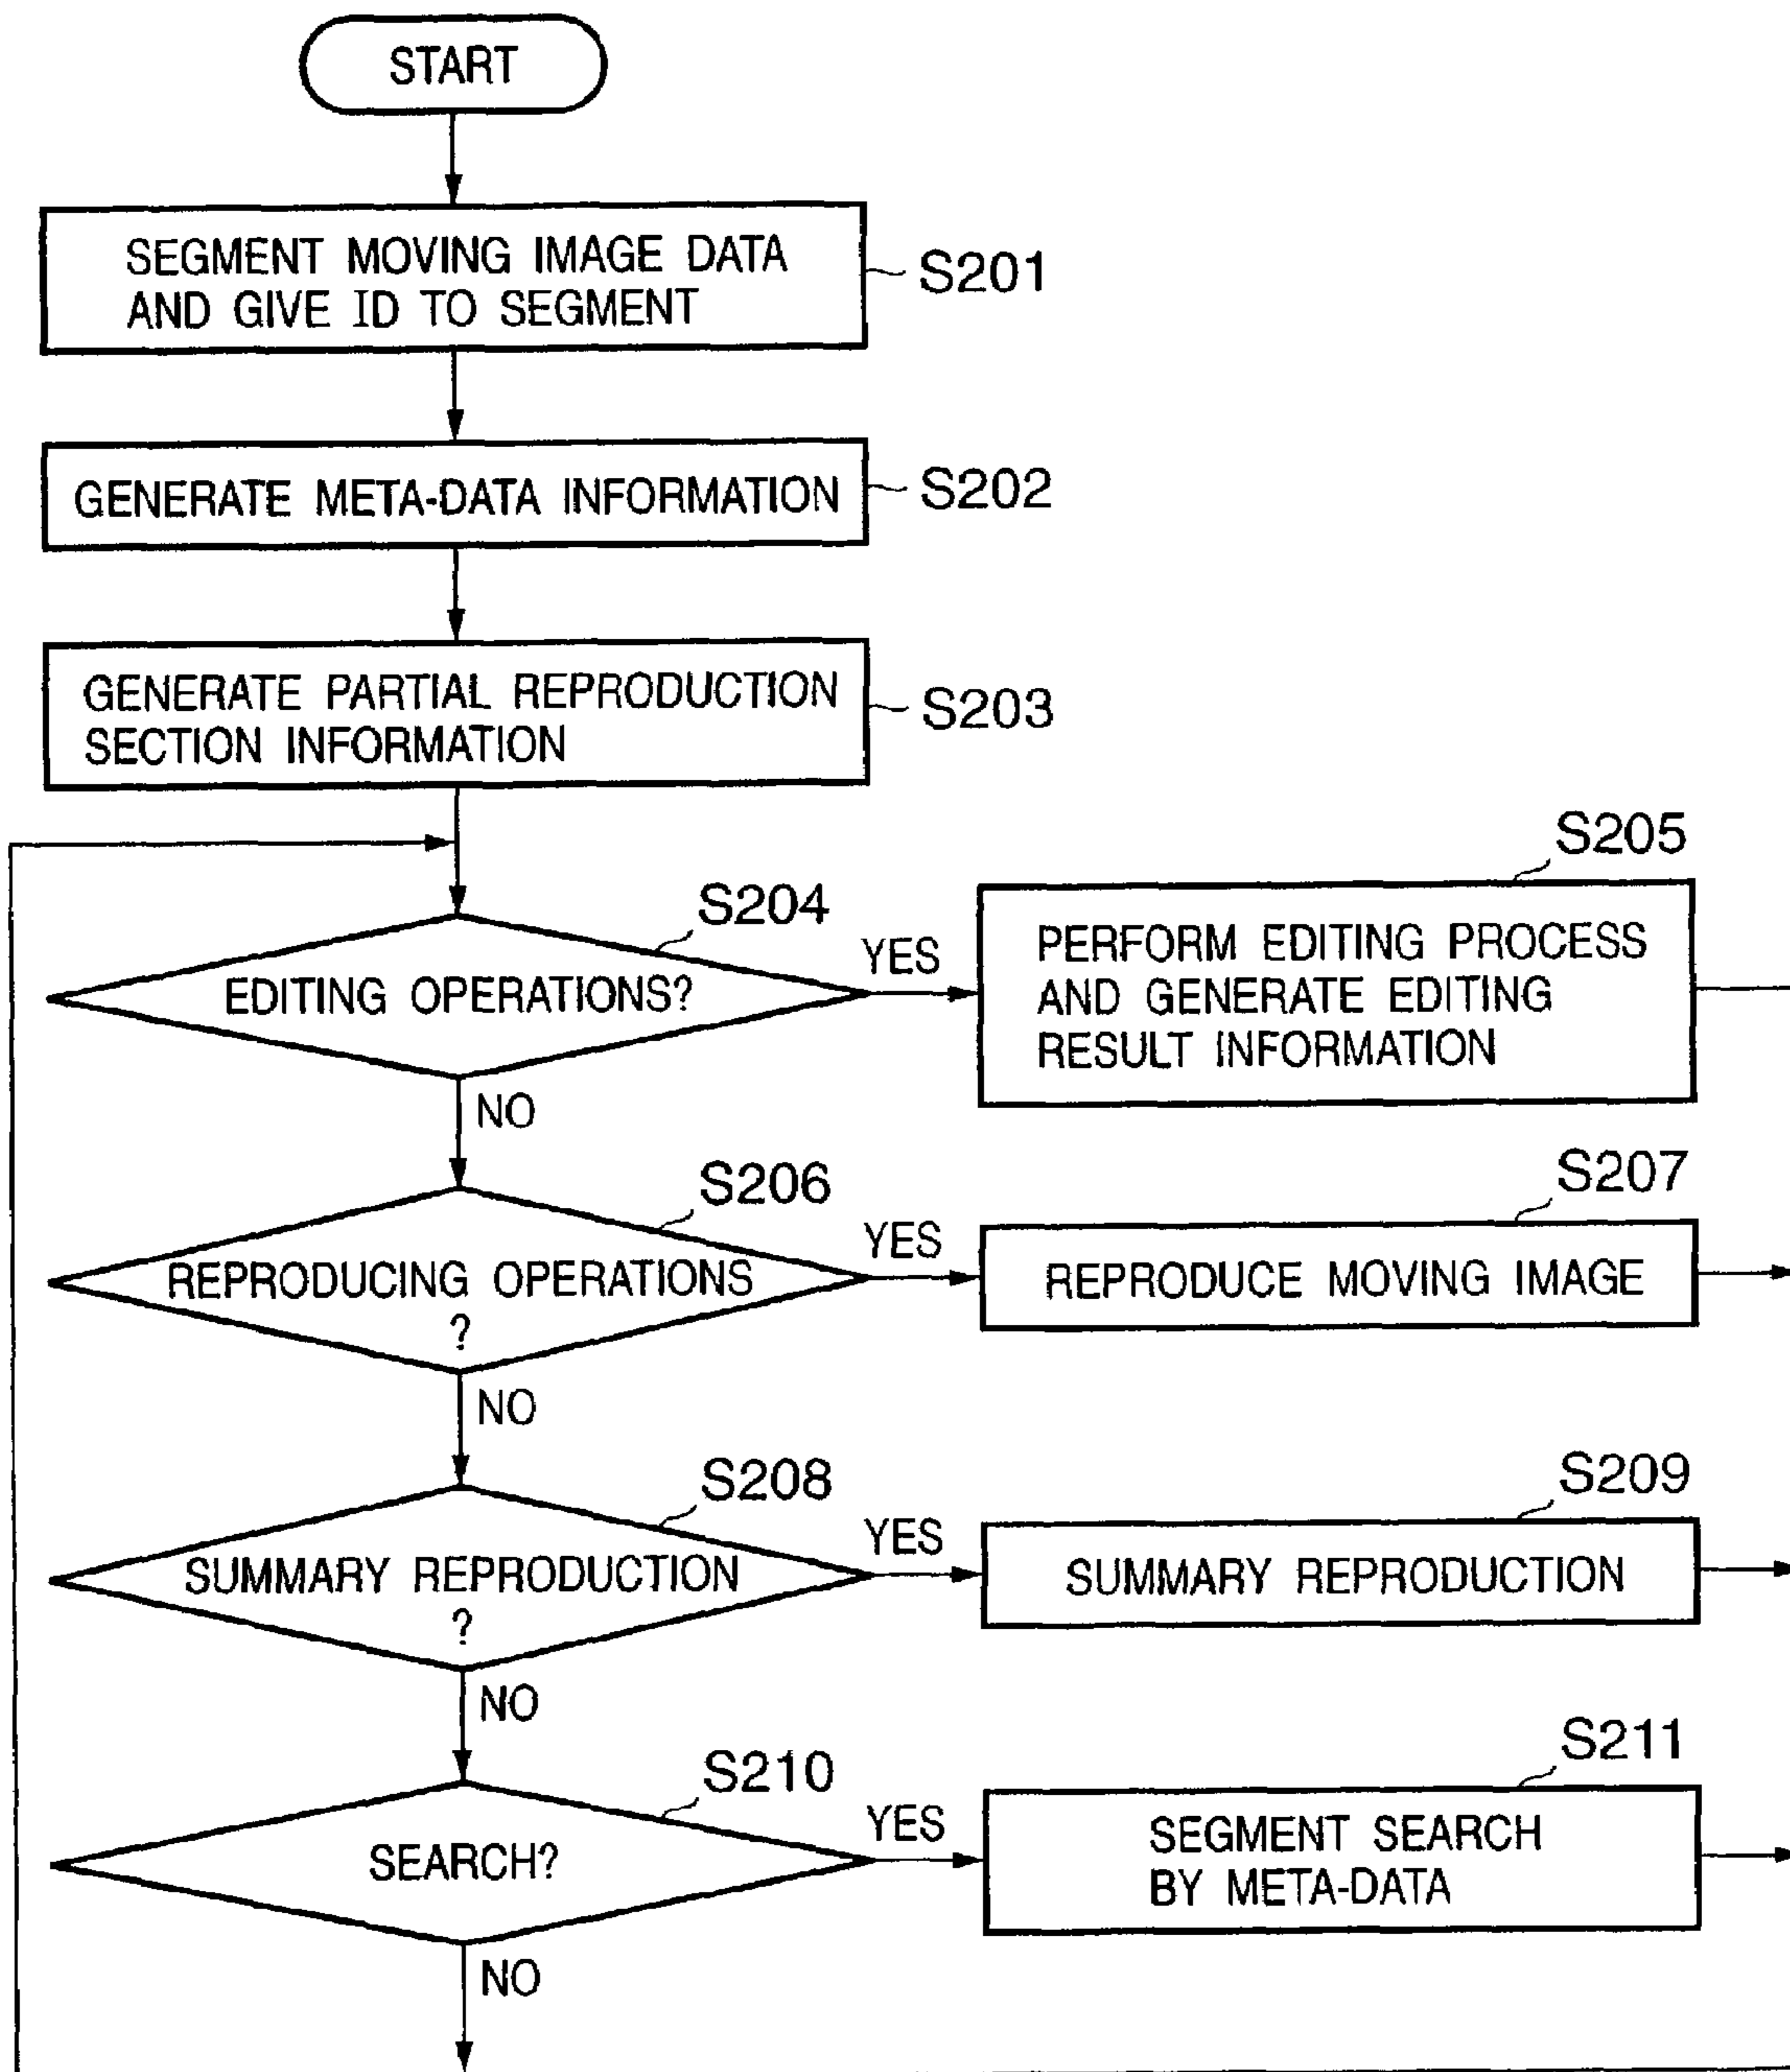 START
SEGMENT MOVING IMAGE DATA
AND GIVE ID TO SEGMENT
S201
GENERATE META-DATA INFORMATION
S202
GENERATE PARTIAL REPRODUCTION
SECTION INFORMATION
S203
S204
EDITING OPERATIONS?
YES
NO
S205
PERFORM EDITING PROCESS
AND GENERATE EDITING
RESULT INFORMATION
S206
REPRODUCING OPERATIONS
?
YES
NO
S207
REPRODUCE MOVING IMAGE
S208
SUMMARY REPRODUCTION
?
YES
NO
S209
SUMMARY REPRODUCTION
S210
SEARCH?
YES
NO
S211
SEGMENT SEARCH
BY META-DATA